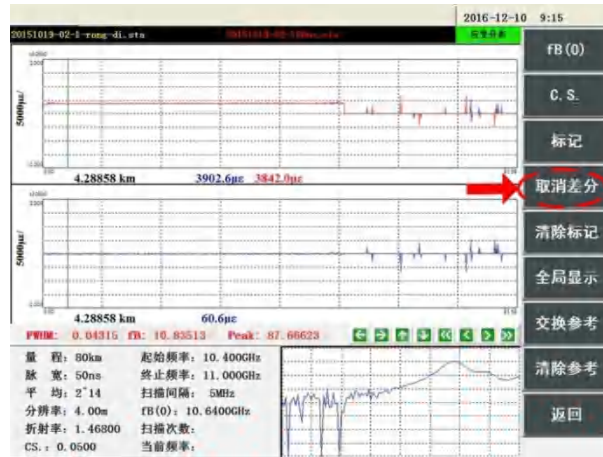 2016-12-10 9:15
20151013-02-1-rong-di.sta
应变分析
fB(0)
C.S.
标记
取消差分
清除标记
全局显示
交换参考
清除参考
返回
5000με/
4.28858 km 3902.6με 3842.0με
5000με/
4.28858 km 60.6με
FWHM: 0.04315 fB: 10.83513 Peak: 87.66623
量 程: 80km 起始频率: 10.400GHz
脉 宽: 50ns 终止频率: 11.000GHz
平 均: 2^14 扫描间隔: 5MHz
分辨率: 4.00m fB(0): 10.6400GHz
折射率: 1.46800 扫描次数:
CS.: 0.0500 当前频率: